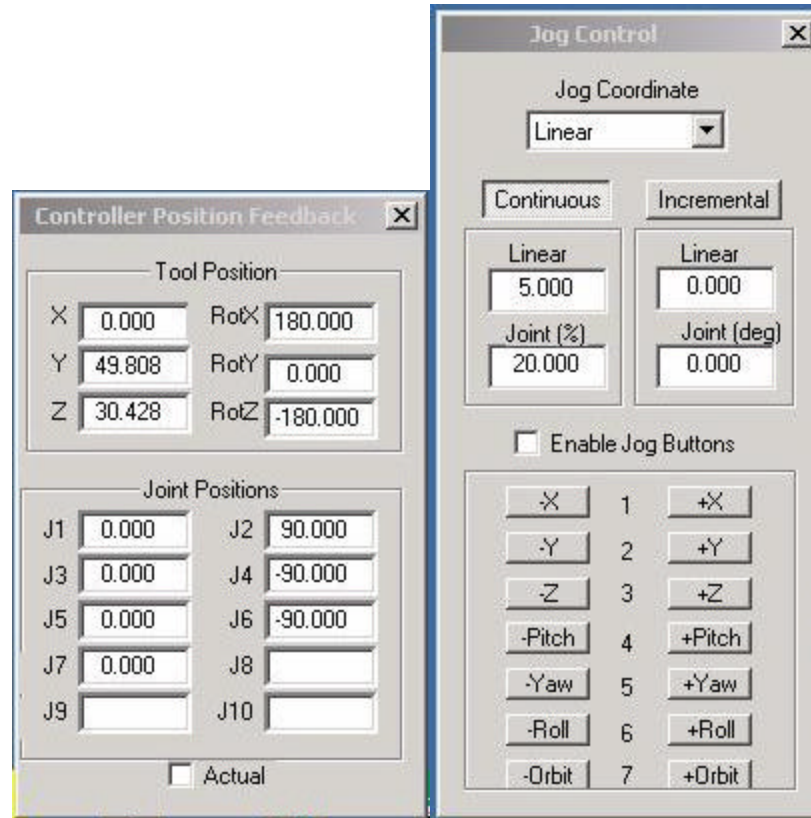 Controller Position Feedback
Tool Position
X 0.000 RotX 180.000
Y 49.808 RotY 0.000
Z 30.428 RotZ -180.000
Joint Positions
J1 0.000 J2 90.000
J3 0.000 J4 -90.000
J5 0.000 J6 -90.000
J7 0.000 J8
J9 J10
Actual
Jog Control
Jog Coordinate
Linear
Continuous Incremental
Linear Linear
5.000 0.000
Joint (%) Joint (deg)
20.000 0.000
Enable Jog Buttons
-X 1 +X
-Y 2 +Y
-Z 3 +Z
-Pitch 4 +Pitch
-Yaw 5 +Yaw
-Roll 6 +Roll
-Orbit 7 +Orbit